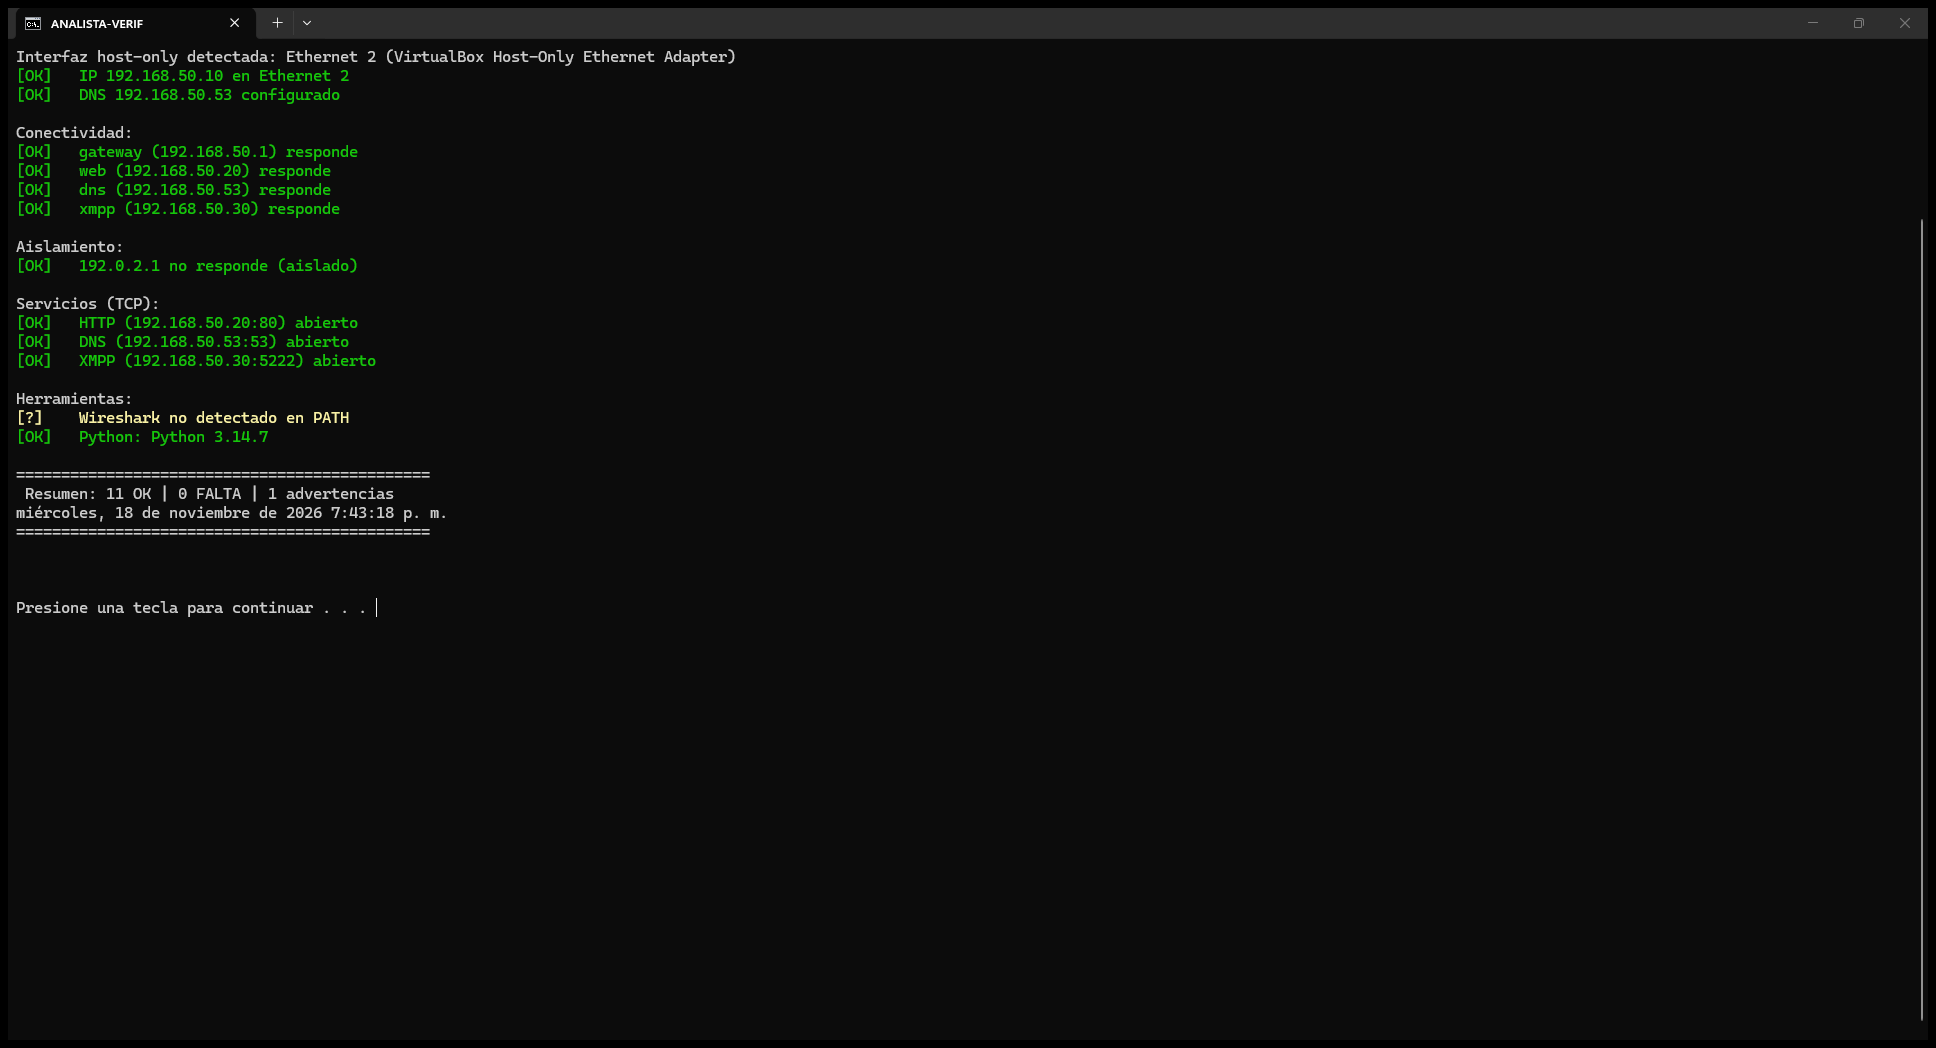 ANALISTA-VERIF
Interfaz host-only detectada: Ethernet 2 (VirtualBox Host-Only Ethernet Adapter)
[OK]   IP 192.168.50.10 en Ethernet 2
[OK]   DNS 192.168.50.53 configurado
Conectividad:
[OK]   gateway (192.168.50.1) responde
[OK]   web (192.168.50.20) responde
[OK]   dns (192.168.50.53) responde
[OK]   xmpp (192.168.50.30) responde
Aislamiento:
[OK]   192.0.2.1 no responde (aislado)
Servicios (TCP):
[OK]   HTTP (192.168.50.20:80) abierto
[OK]   DNS (192.168.50.53:53) abierto
[OK]   XMPP (192.168.50.30:5222) abierto
Herramientas:
[?]    Wireshark no detectado en PATH
[OK]   Python: Python 3.14.7
==============================================
Resumen: 11 OK | 0 FALTA | 1 advertencias
miércoles, 18 de noviembre de 2026 7:43:18 p. m.
==============================================
Presione una tecla para continuar . . .